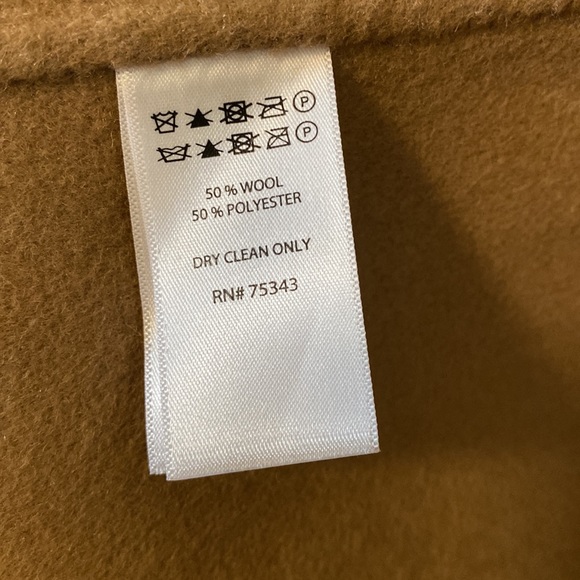 P
P
50 % WOOL
50 % POLYESTER
DRY CLEAN ONLY
RN# 75343